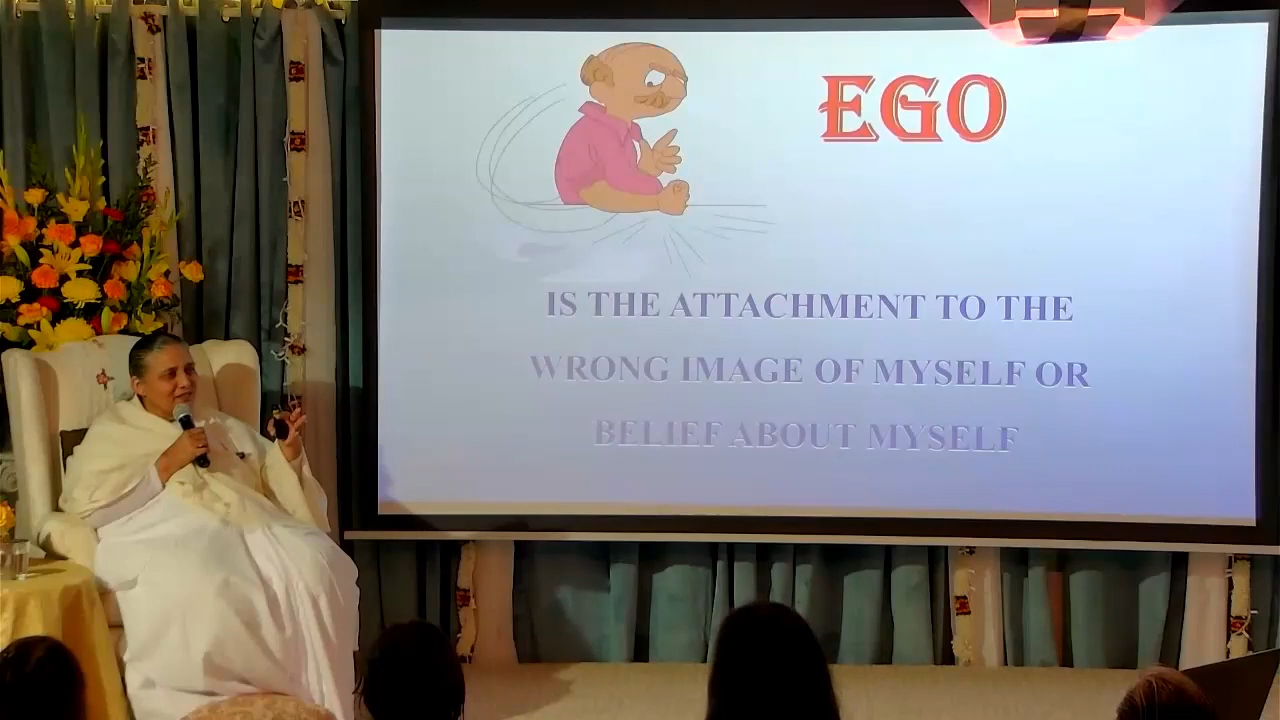 EGO
IS THE ATTACHMENT TO THE
WRONG IMAGE OF MYSELF OR
BELIEF ABOUT MYSELF